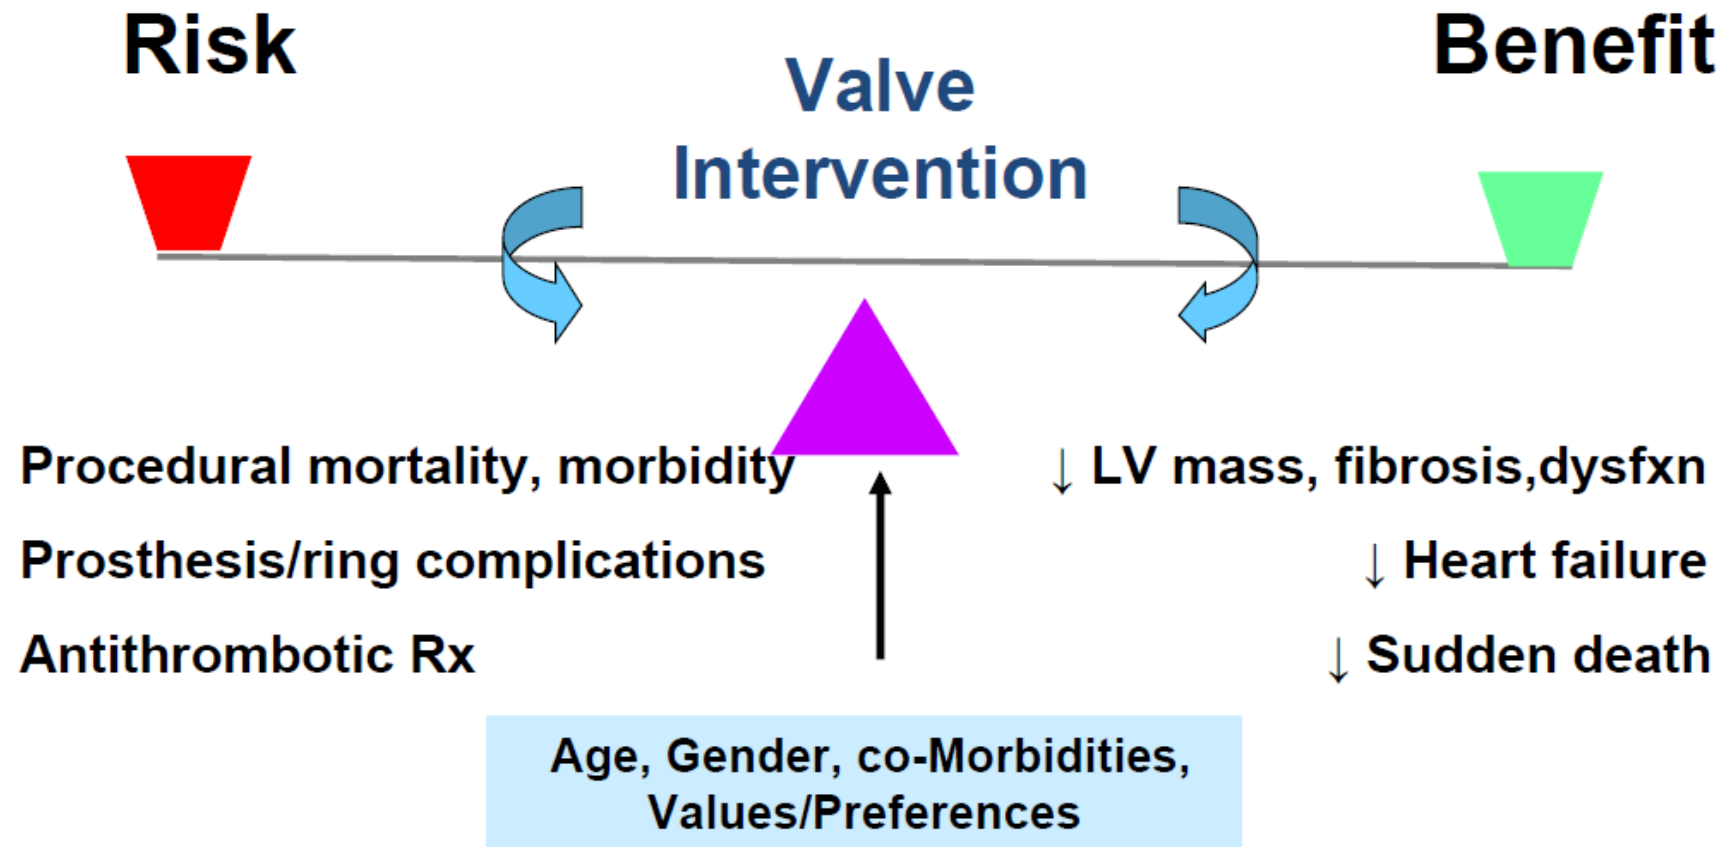 Risk
Benefit
Valve
Intervention
Procedural mortality, morbidity
Prosthesis/ring complications
Antithrombotic Rx
↓ LV mass, fibrosis,dysfxn
↓ Heart failure
↓ Sudden death
Age, Gender, co-Morbidities,
Values/Preferences